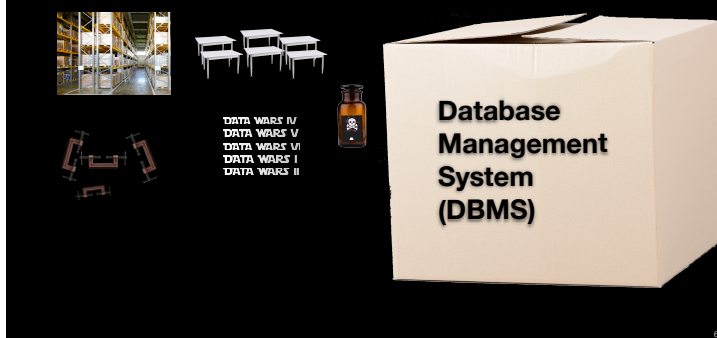 DATA WARS IV
DATA WARS V
DATA WARS VI
DATA WARS I
DATA WARS II
Database
Management
System
(DBMS)